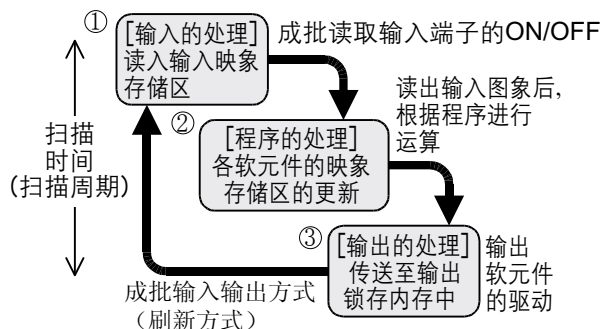 ①
[输入的处理]
读入输入映象
存储区
成批读取输入端子的ON/OFF
读出输入图象后,
根据程序进行
运算
②
[程序的处理]
各软元件的映象
存储区的更新
扫描
时间
(扫描周期)
③
[输出的处理]
传送至输出
锁存内存中
输出
软元件
的驱动
成批输入输出方式
（刷新方式）